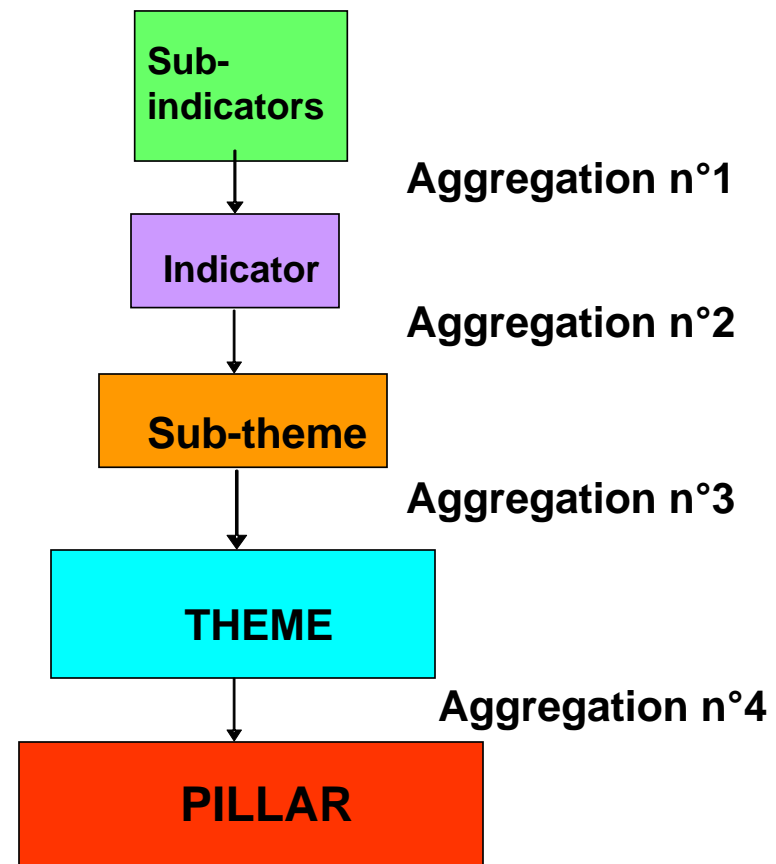 Sub-
indicators
Aggregation n°1
Indicator
Aggregation n°2
Sub-theme
Aggregation n°3
THEME
Aggregation n°4
PILLAR